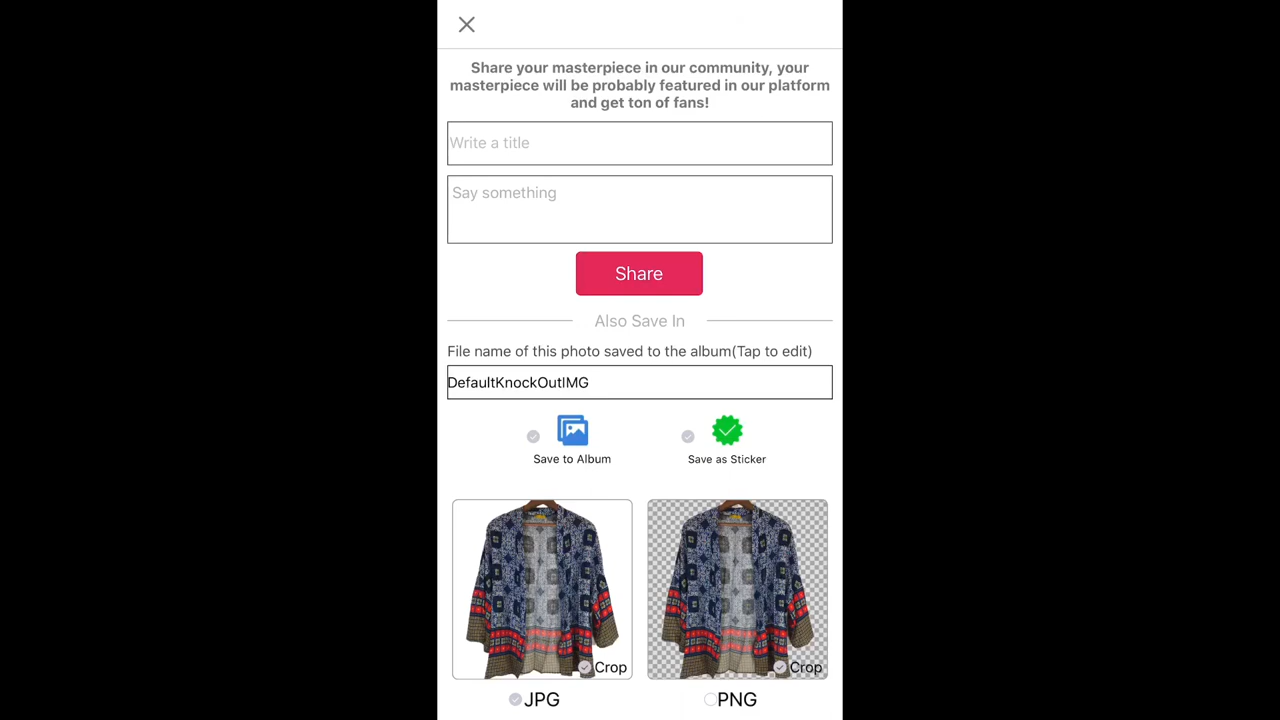 Share your masterpiece in our community, your
masterpiece will be probably featured in our platform
and get ton of fans!
Write a title
Say something
Share
Also Save In
File name of this photo saved to the album(Tap to edit)
DefaultKnockOutIMG
Save to Album
Save as Sticker
Crop
Crop
JPG
PNG